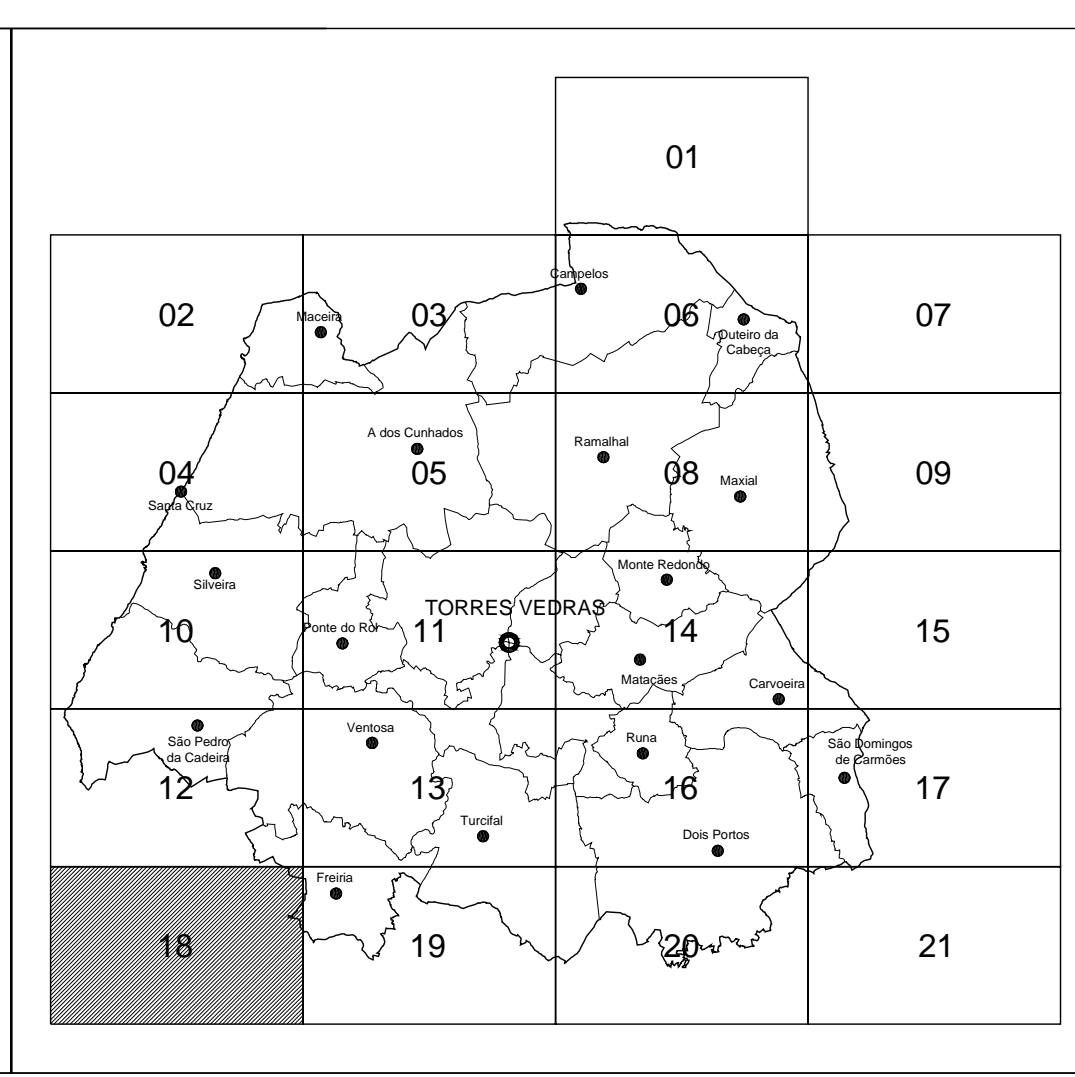 01
Campelos
02
Maceira
03
06
Outeiro da
Cabeça
07
A dos Cunhados
Ramalhal
04
Santa Cruz
05
08
Maxial
09
Silveira
Monte Redondo
TORRES VEDRAS
10
Ponte do Rol
11
14
15
Matacães
Carvoeira
São Pedro
da Cadeira
Ventosa
Runa
São Domingos
de Carmões
12
13
16
17
Turcifal
Dois Portos
Freiria
18
19
20
21